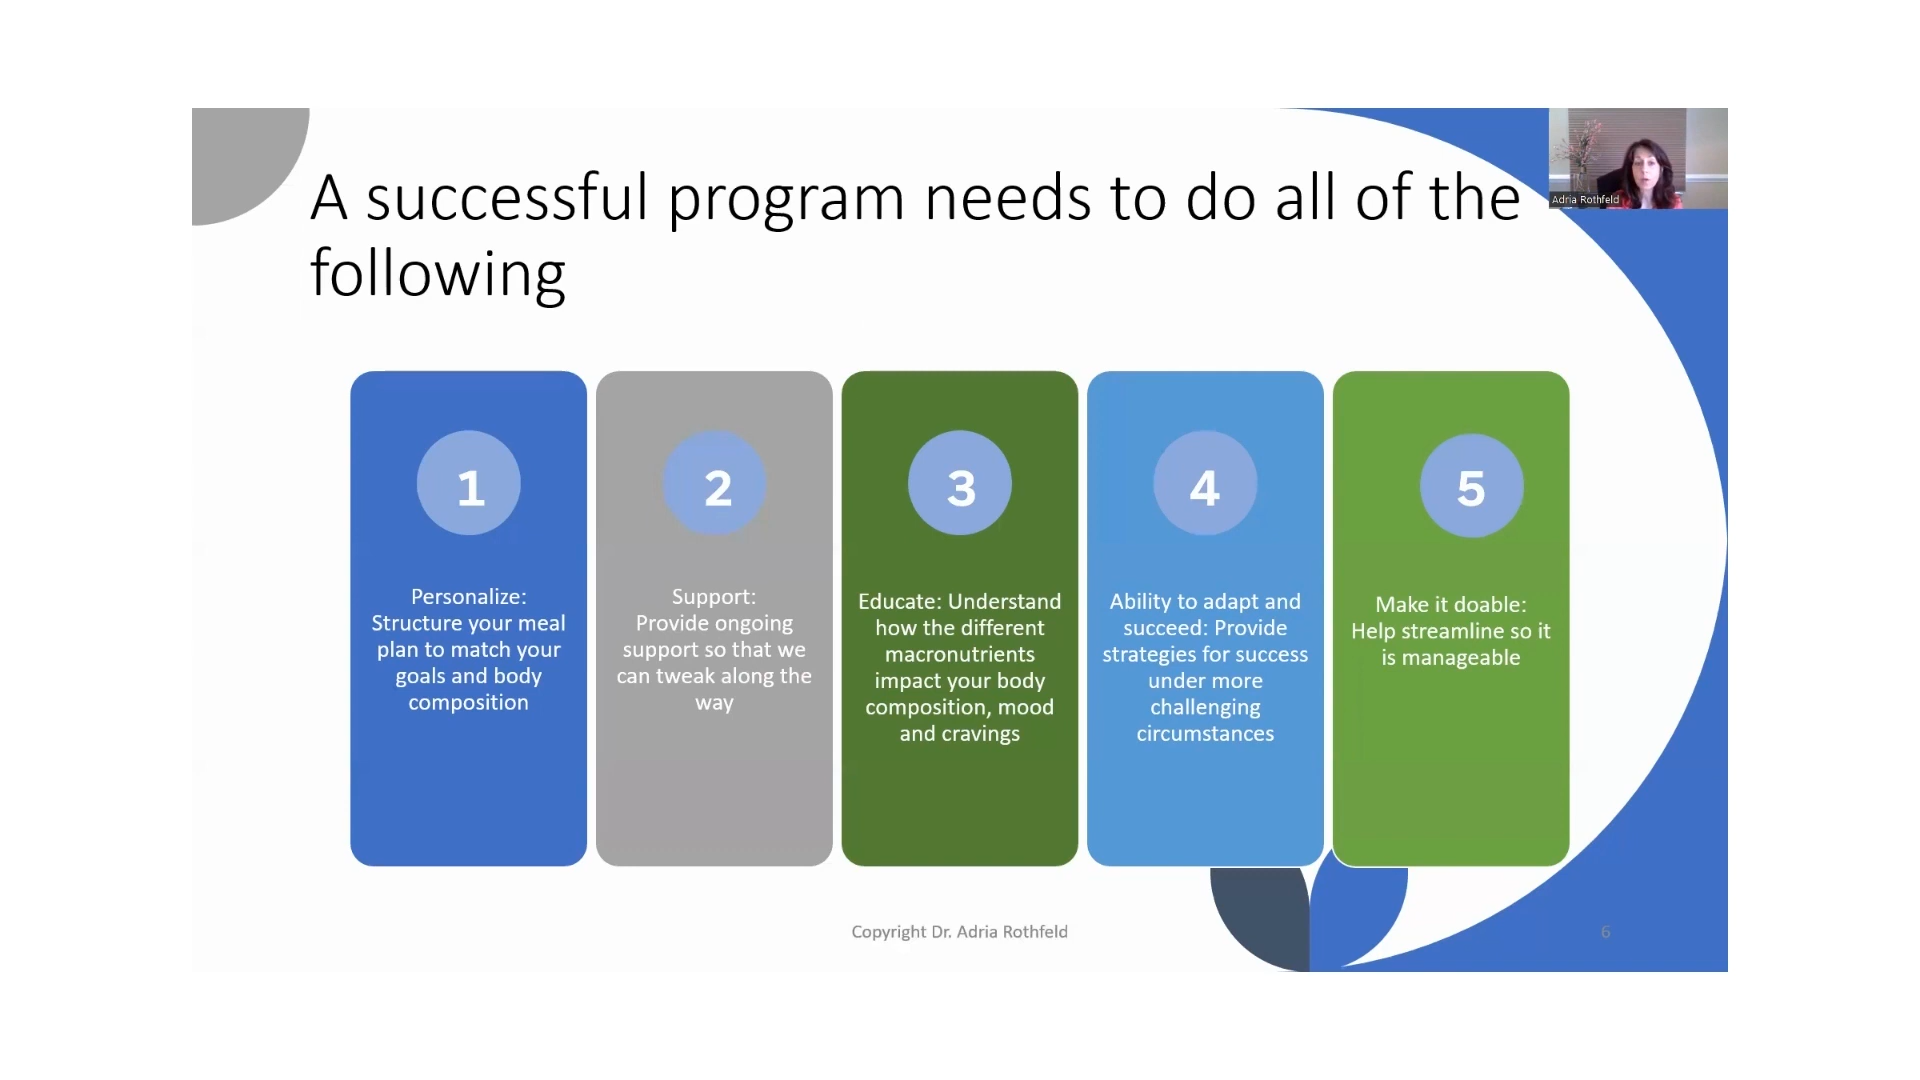 A successful program needs to do all of the
following
Adria Rothfeld
1
Personalize:
Structure your meal
plan to match your
goals and body
composition
2
Support:
Provide ongoing
support so that we
can tweak along the
way
3
Educate: Understand
how the different
macronutrients
impact your body
composition, mood
and cravings
4
Ability to adapt and
succeed: Provide
strategies for success
under more
challenging
circumstances
5
Make it doable:
Help streamline so it
is manageable
Copyright Dr. Adria Rothfeld
6